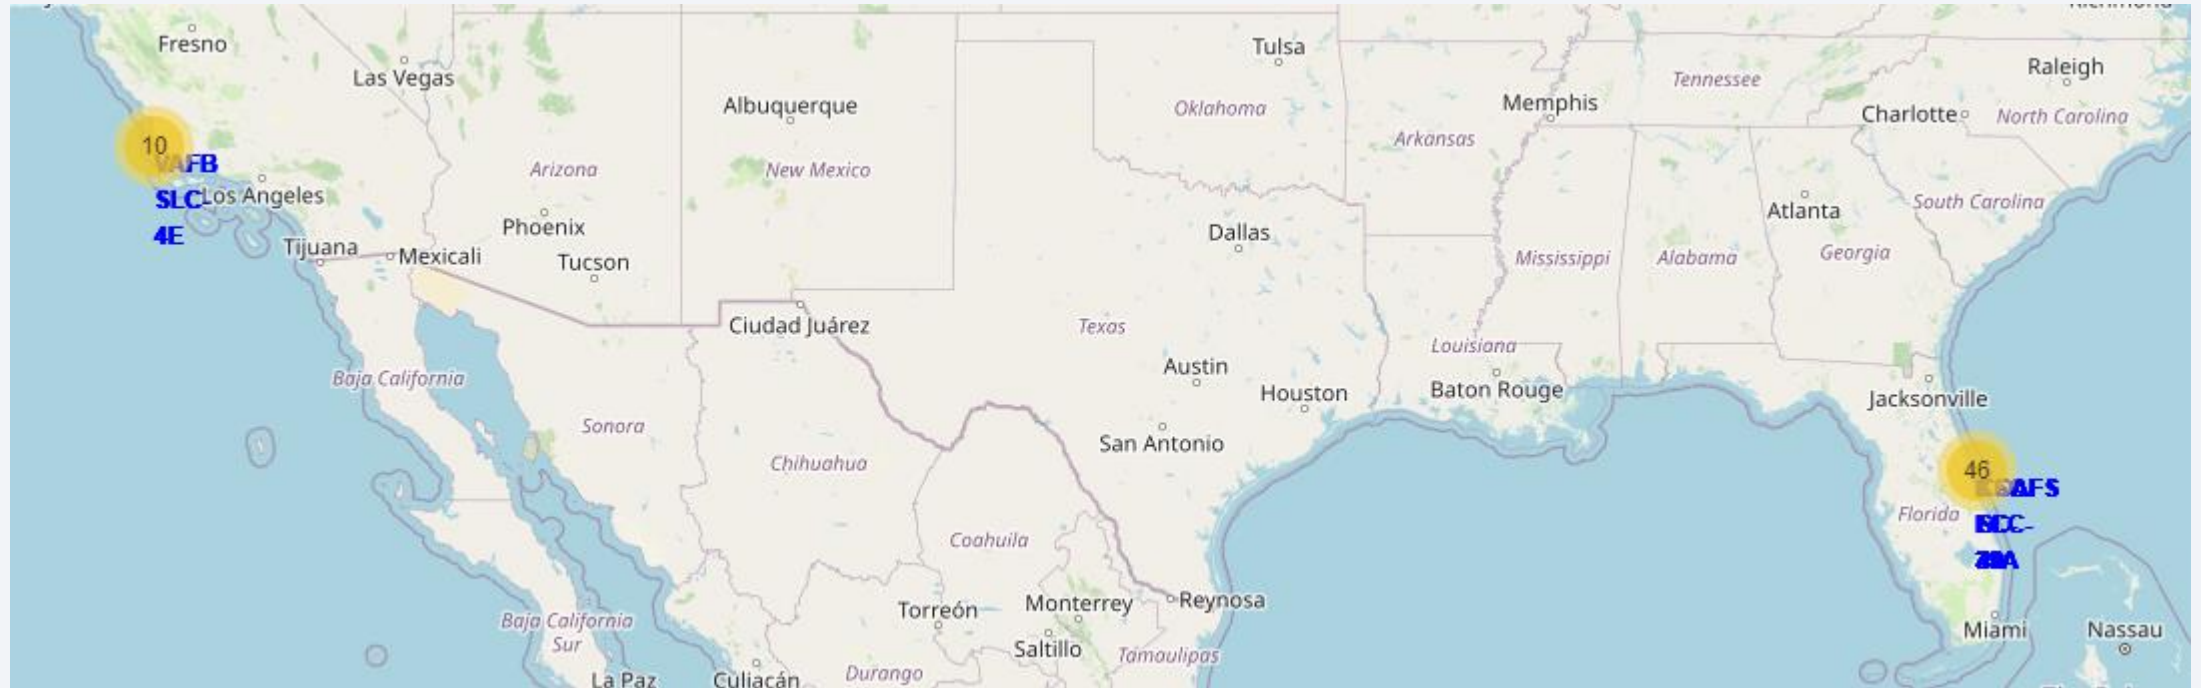 Fresno
Las Vegas
Tulsa
Tennessee
Raleigh
Albuquerque
Oklahoma
Memphis
Charlotte
North Carolina
Arkansas
10
VAFB
SLC
4E
Los Angeles
Arizona
New Mexico
Phoenix
Dallas
Atlanta
South Carolina
Tijuana
Mexicali
Tucson
Mississippi
Alabama
Georgia
Ciudad Juárez
Texas
Louisiana
Baja California
Austin
Houston
Baton Rouge
Jacksonville
Sonora
Chihuahua
San Antonio
46
Florida
Coahuila
Baja California
Sur
Torreón
Monterrey
Reynosa
Miami
Nassau
Saltillo
Tamaulipas
La Paz
Culiacán
Durango